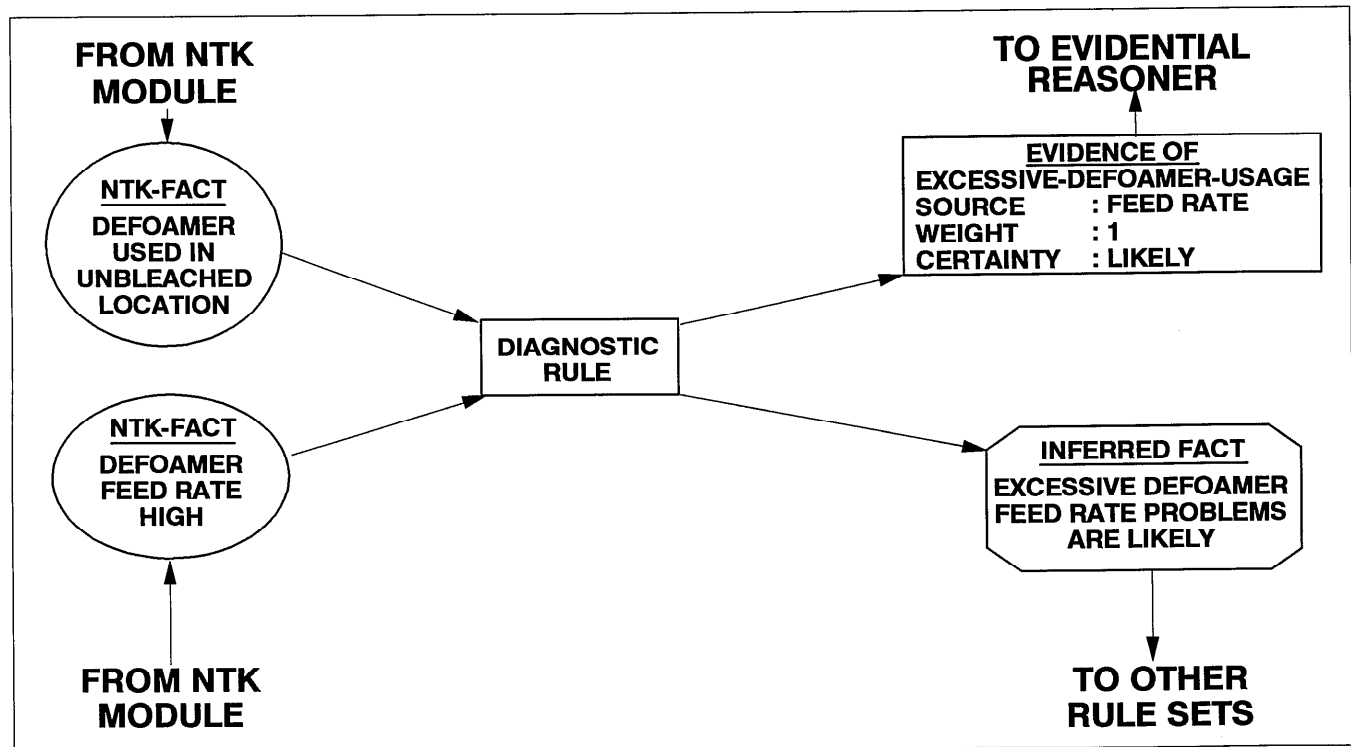 FROM NTK
MODULE
NTK-FACT
DEFOAMER
USED IN
UNBLEACHED
LOCATION
NTK-FACT
DEFOAMER
FEED RATE
HIGH
FROM NTK
MODULE
DIAGNOSTIC
RULE
TO EVIDENTIAL
REASONER
EVIDENCE OF
EXCESSIVE-DEFOAMER-USAGE
SOURCE : FEED RATE
WEIGHT : 1
CERTAINTY : LIKELY
INFERRED FACT
EXCESSIVE DEFOAMER
FEED RATE PROBLEMS
ARE LIKELY
TO OTHER
RULE SETS